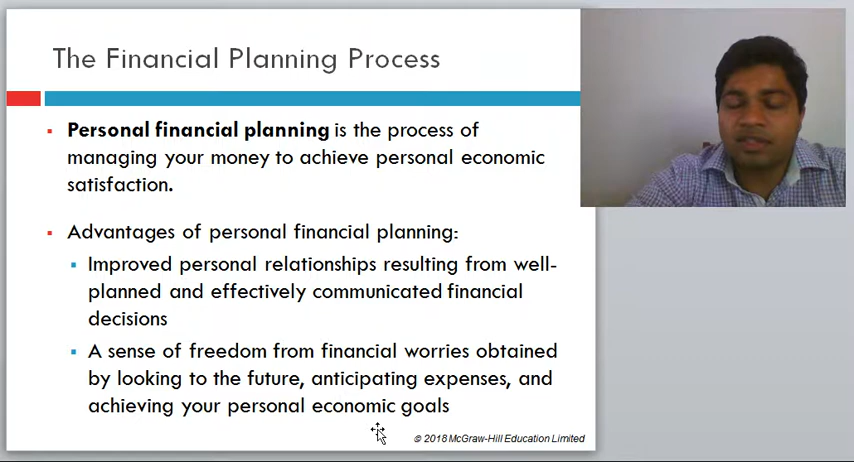 The Financial Planning Process
Personal financial planning is the process of
managing your money to achieve personal economic
satisfaction.
Advantages of personal financial planning:
Improved personal relationships resulting from well-
planned and effectively communicated financial
decisions
A sense of freedom from financial worries obtained
by looking to the future, anticipating expenses, and
achieving your personal economic goals
© 2018 McGraw-Hill Education Limited